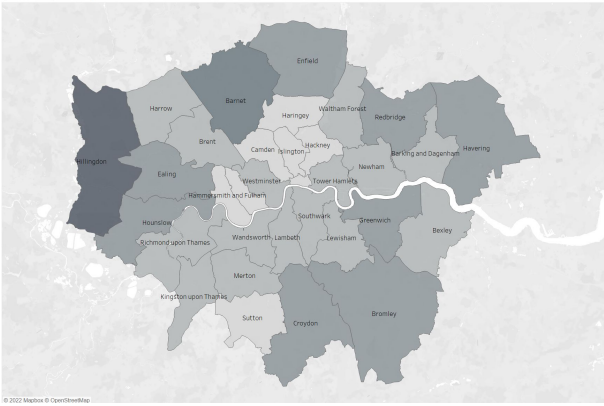 Enfield
Barnet
Harrow
Haringey
Waltham Forest
Redbridge
Brent
Camden
Islington
Hackney
Havering
Barking and Dagenham
Hillingdon
Ealing
Newham
Westminster
Tower Hamlets
Hammersmith and Fulham
Hounslow
Southwark
Greenwich
Bexley
Richmond upon Thames
Wandsworth
Lambeth
Lewisham
Merton
Kingston upon Thames
Sutton
Croydon
Bromley
© 2022 Mapbox © OpenStreetMap